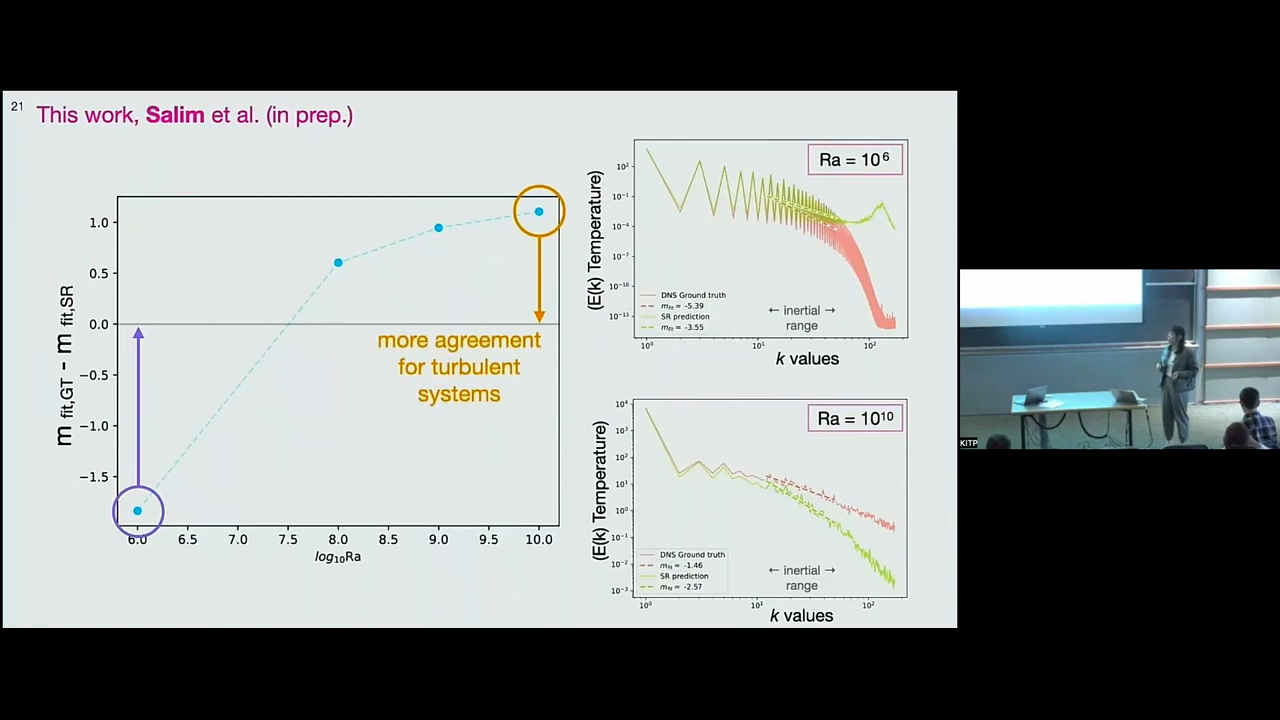 21
This work, Salim et al. (in prep.)
m fit,GT - m fit,SR
1.0
0.5
0.0
−0.5
−1.0
−1.5
6.0 6.5 7.0 7.5 8.0 8.5 9.0 9.5 10.0
log10Ra
more agreement
for turbulent
systems
(E(k) Temperature)
Ra = 10⁶
10²
10⁻¹
10⁻⁴
10⁻⁷
10⁻¹⁰
10⁻¹³
DNS Ground truth
mfit = -5.39
SR prediction
mfit = -3.55
← inertial →
range
10⁰ 10¹ 10²
k values
(E(k) Temperature)
Ra = 10¹⁰
10⁴
10³
10²
10¹
10⁰
10⁻¹
10⁻²
10⁻³
DNS Ground truth
mfit = -1.46
SR prediction
mfit = -2.57
← inertial →
range
10⁰ 10¹ 10²
k values
KITP